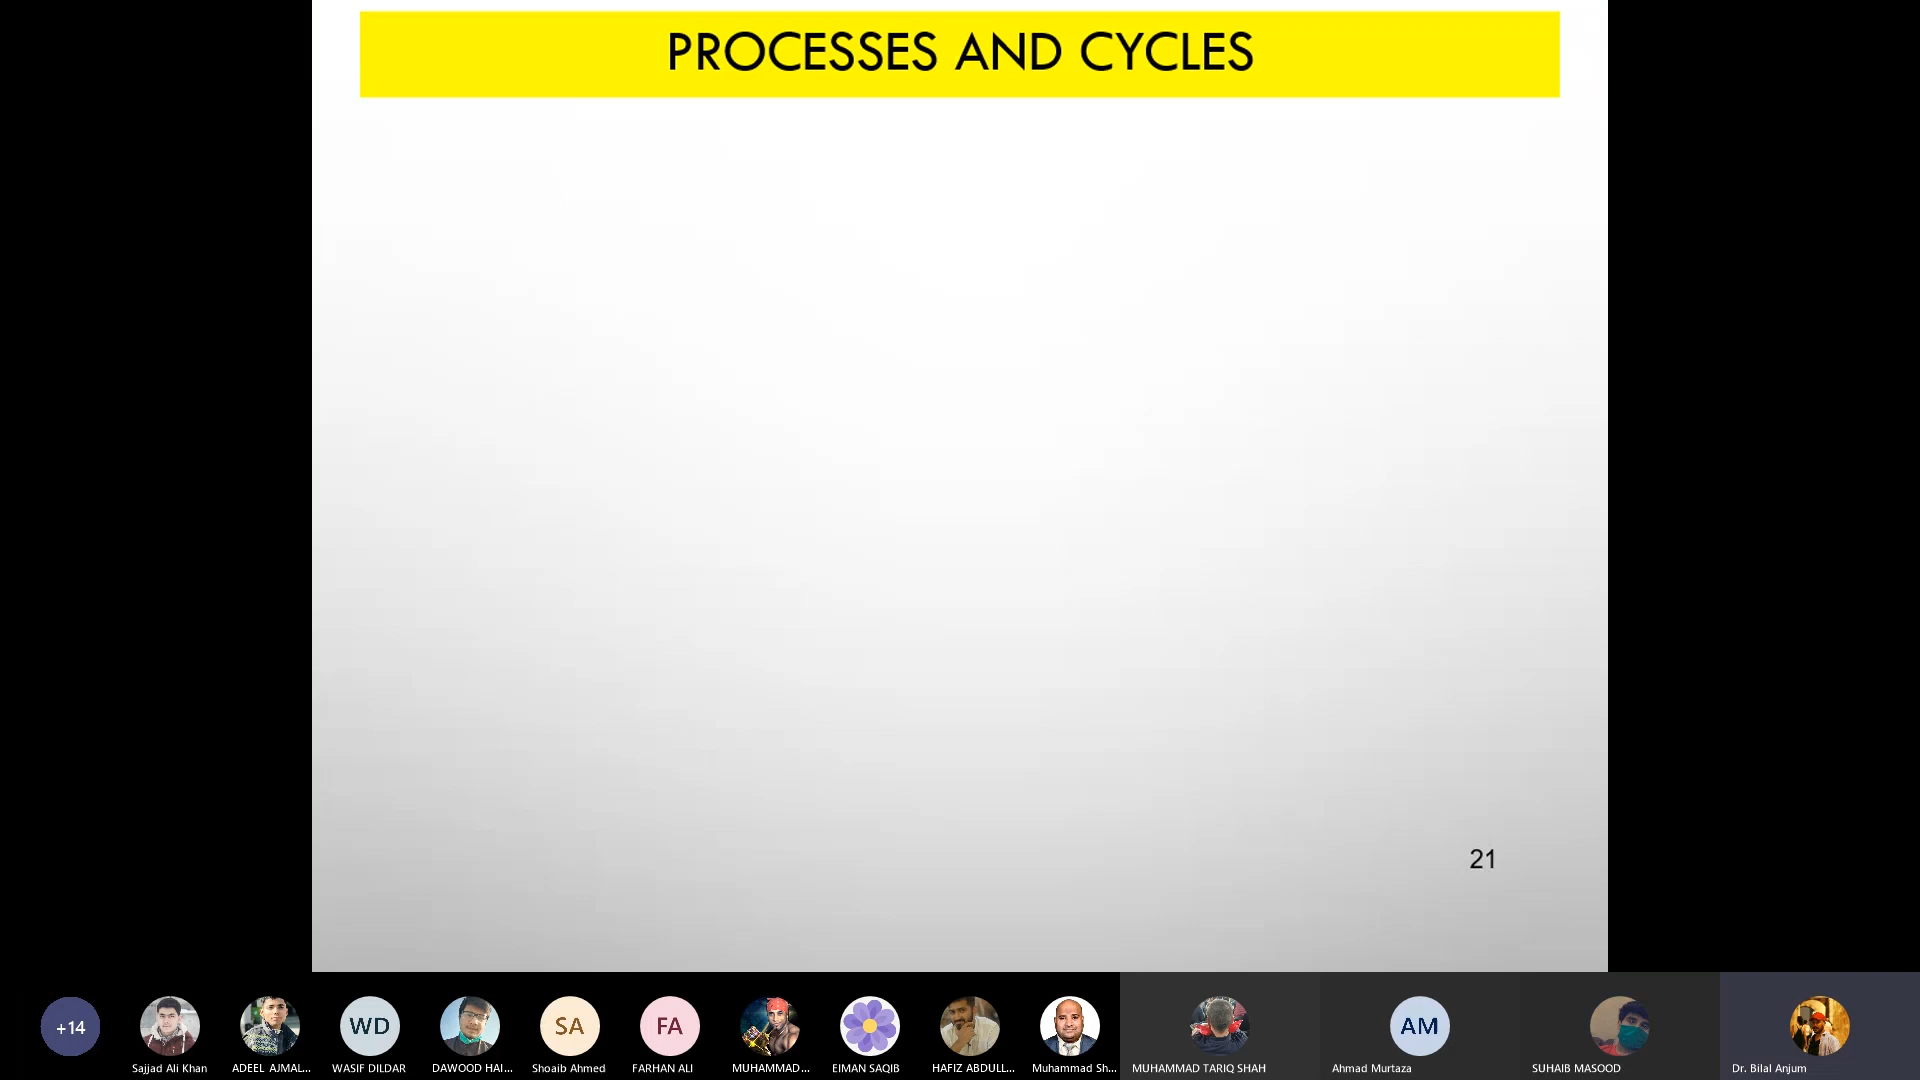 PROCESSES AND CYCLES
21
+14
WD
SA
FA
AM
Sajjad Ali Khan
ADEEL AJMAL...
WASIF DILDAR
DAWOOD HAI...
Shoaib Ahmed
FARHAN ALI
MUHAMMAD...
EIMAN SAQIB
HAFIZ ABDULL...
Muhammad Sh...
MUHAMMAD TARIQ SHAH
Ahmad Murtaza
SUHAIB MASOOD
Dr. Bilal Anjum